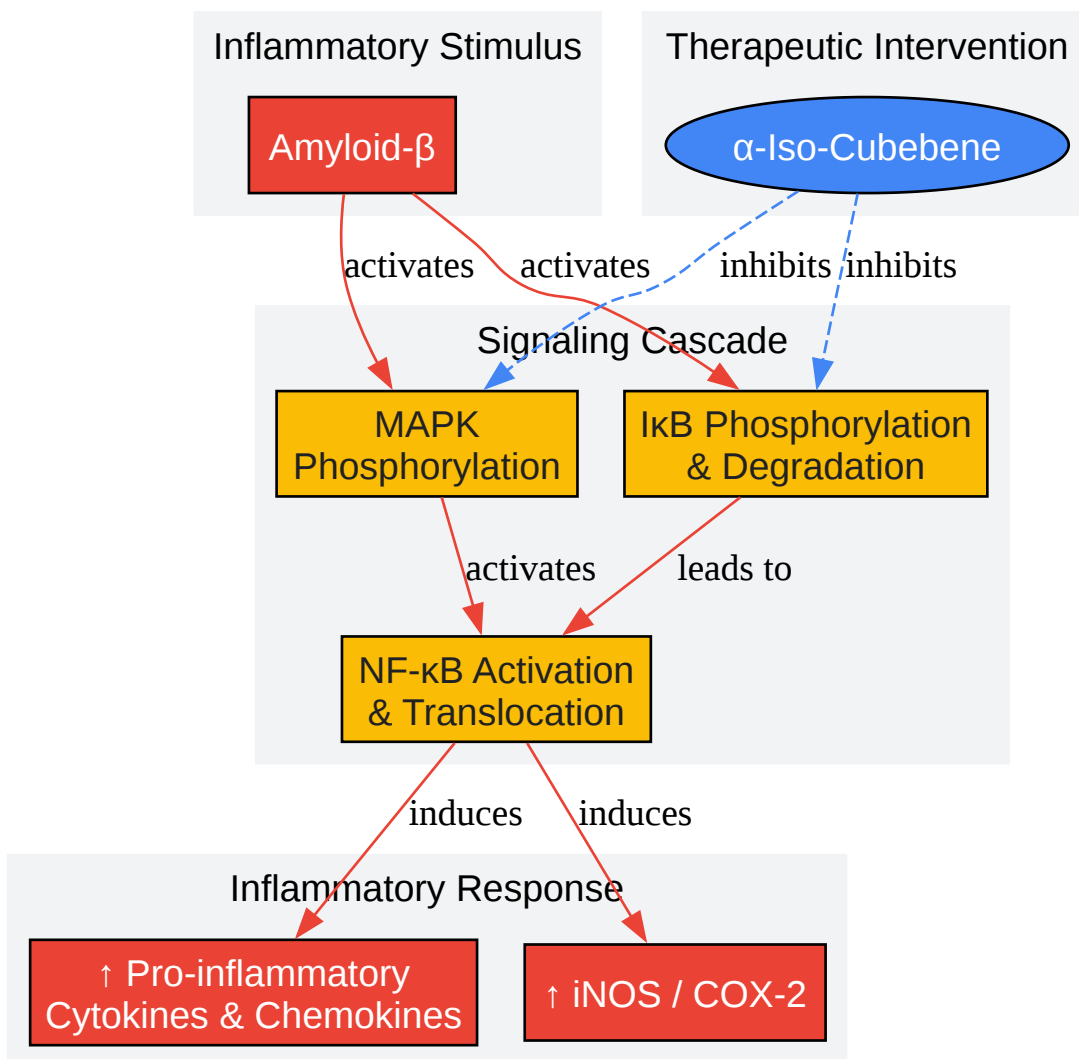 Inflammatory Stimulus
Therapeutic Intervention
Amyloid-β
α-Iso-Cubebene
activates
activates
inhibits
inhibits
Signaling Cascade
MAPK
Phosphorylation
IκB Phosphorylation
& Degradation
activates
leads to
NF-κB Activation
& Translocation
induces
induces
Inflammatory Response
↑ Pro-inflammatory
Cytokines & Chemokines
↑ iNOS / COX-2